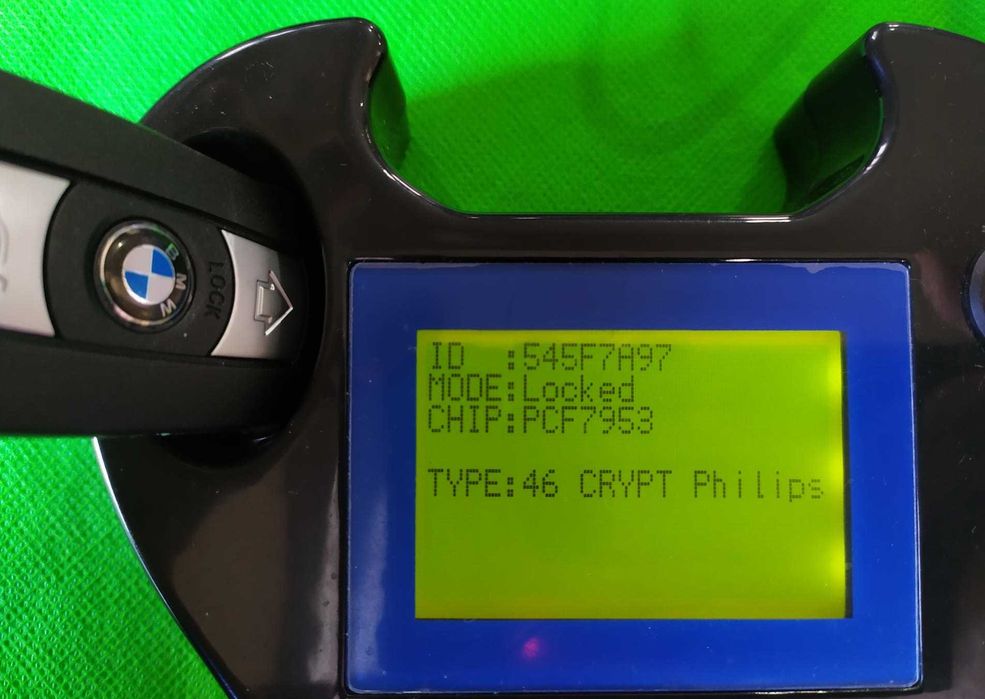 BMW
LOCK
ID  :545F7A97
MODE:Locked
CHIP:PCF7953
TYPE:46 CRYPT Philips